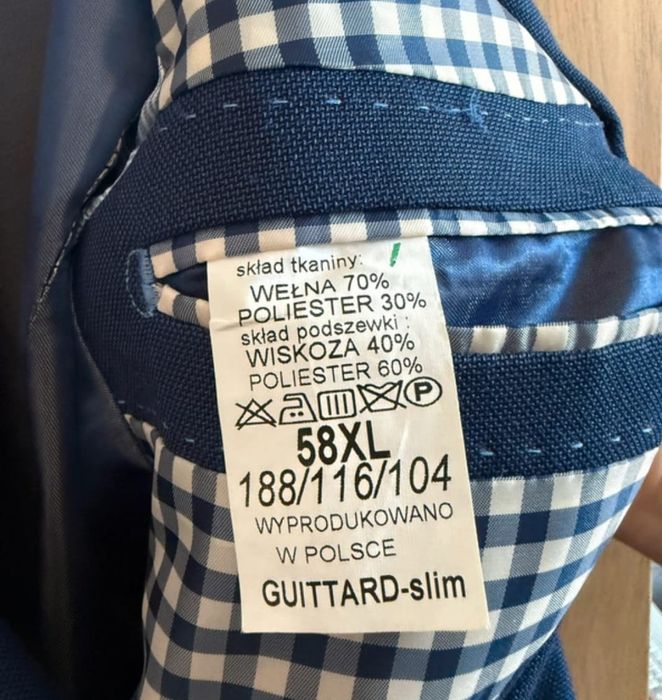 skład tkaniny:
WEŁNA 70%
POLIESTER 30%
skład podszewki :
WISKOZA 40%
POLIESTER 60%
P
58XL
188/116/104
WYPRODUKOWANO
W POLSCE
GUITTARD-slim